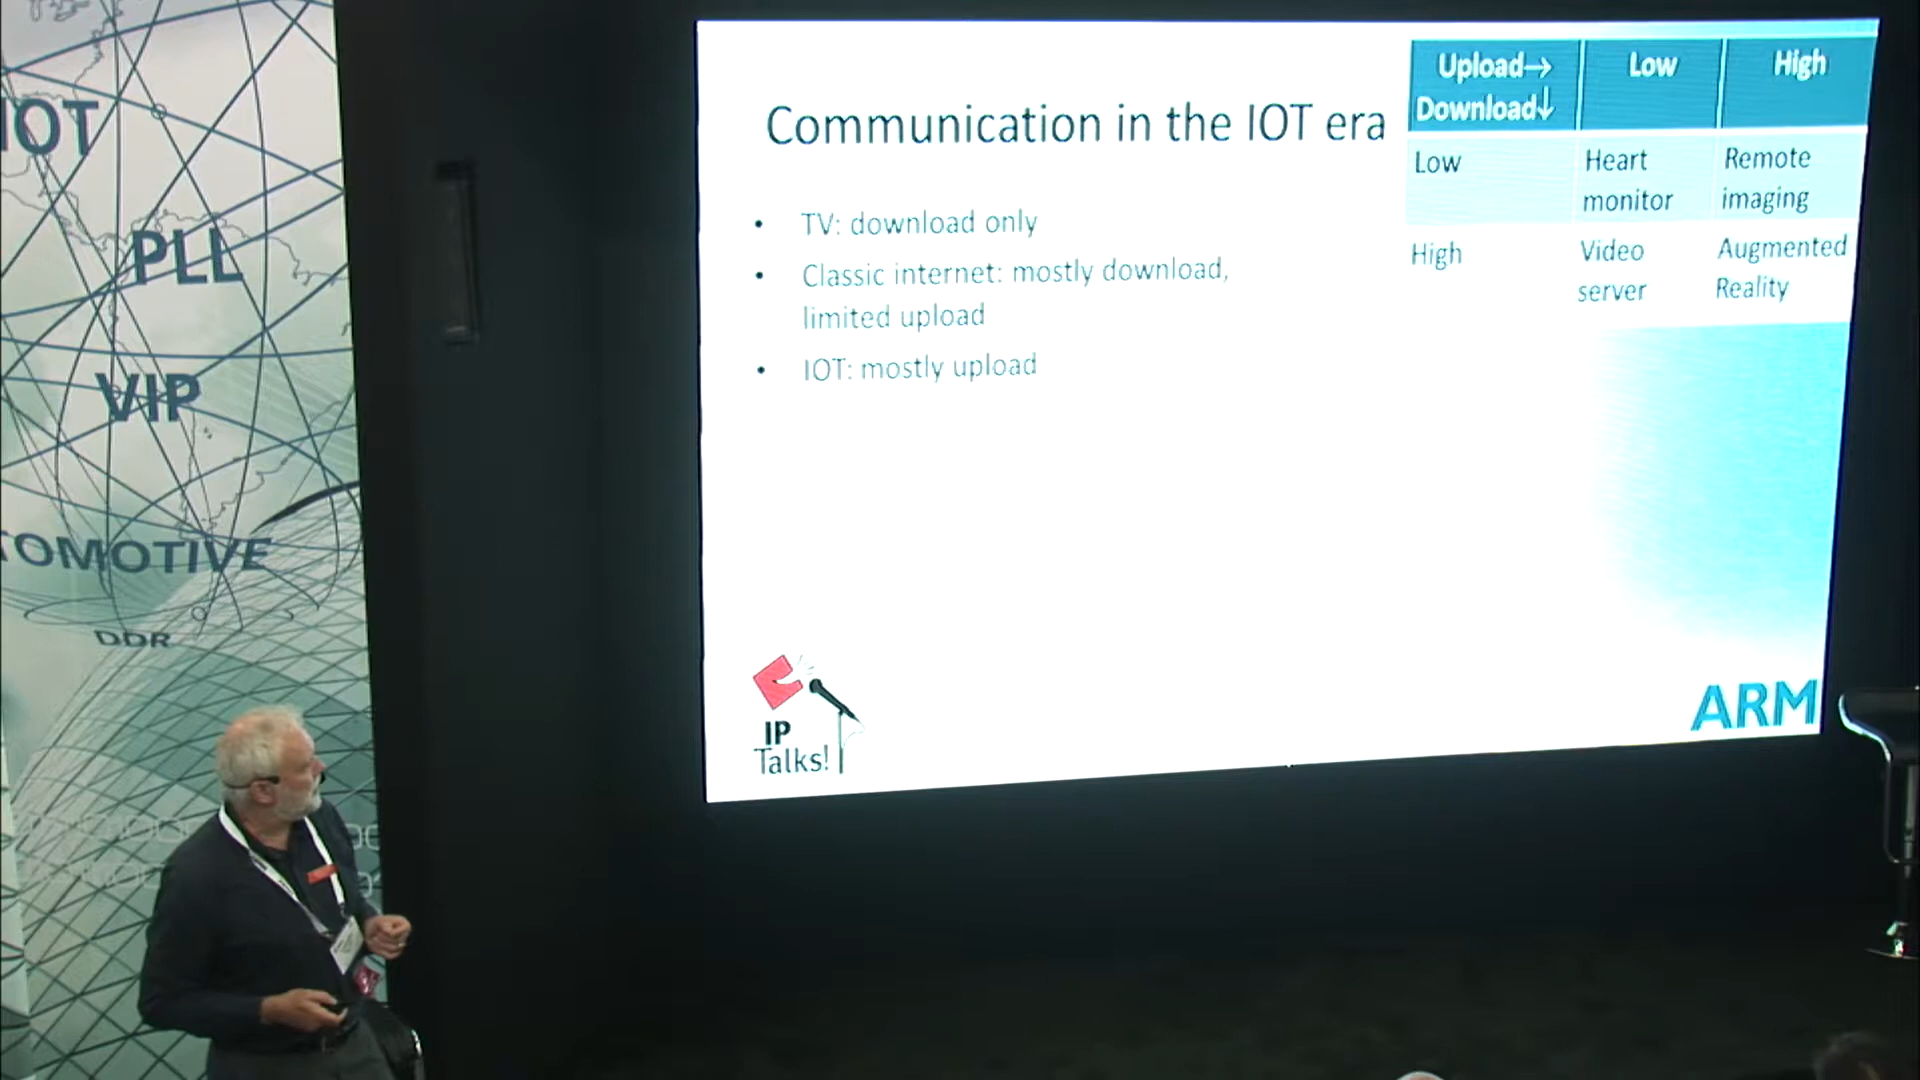 IOT
PLL
VIP
TOMOTIVE
DDR
Communication in the IOT era
• TV: download only
• Classic internet: mostly download,
limited upload
• IOT: mostly upload
Upload→ Low High
Download↓
Low Heart monitor Remote imaging
High Video server Augmented Reality
IP
Talks!
ARM